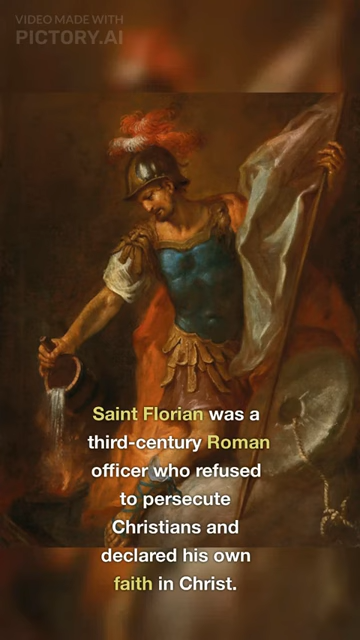 VIDEO MADE WITH
PICTORY.AI
Saint Florian was a
third-century Roman
officer who refused
to persecute
Christians and
declared his own
faith in Christ.